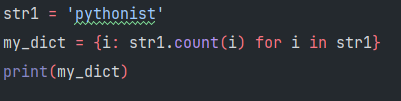 str1 = 'pythonist'
my_dict = {i: str1.count(i) for i in str1}
print(my_dict)